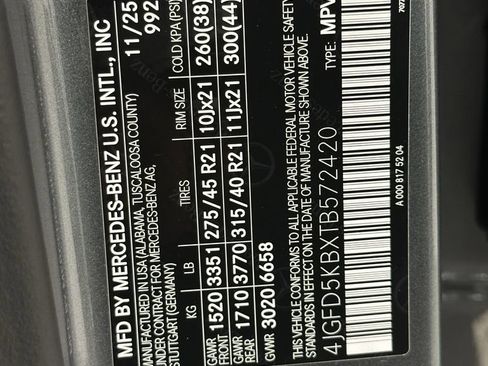 MFD BY MERCEDES-BENZ U.S. INTL., INC 11/25
MANUFACTURED IN USA (ALABAMA, TUSCALOOSA COUNTY) 992
IN COUNTRY FOR MERCEDES-BENZ AG,
STUTTGART (GERMANY)
KG LB TIRES RIM SIZE COLD KPA (PSI)
GAWR FRONT 1520 3351 275/45 R21 10Jx21 260(38)
GAWR REAR 1710 3770 315/40 R21 11Jx21 300(44)
GVWR 3020 6658
THIS VEHICLE CONFORMS TO ALL APPLICABLE FEDERAL MOTOR VEHICLE SAFETY
STANDARDS IN EFFECT ON THE DATE OF MANUFACTURE SHOWN ABOVE.
4JGFD5KBXTB572420 TYPE: MPV
A 000 817 52 04